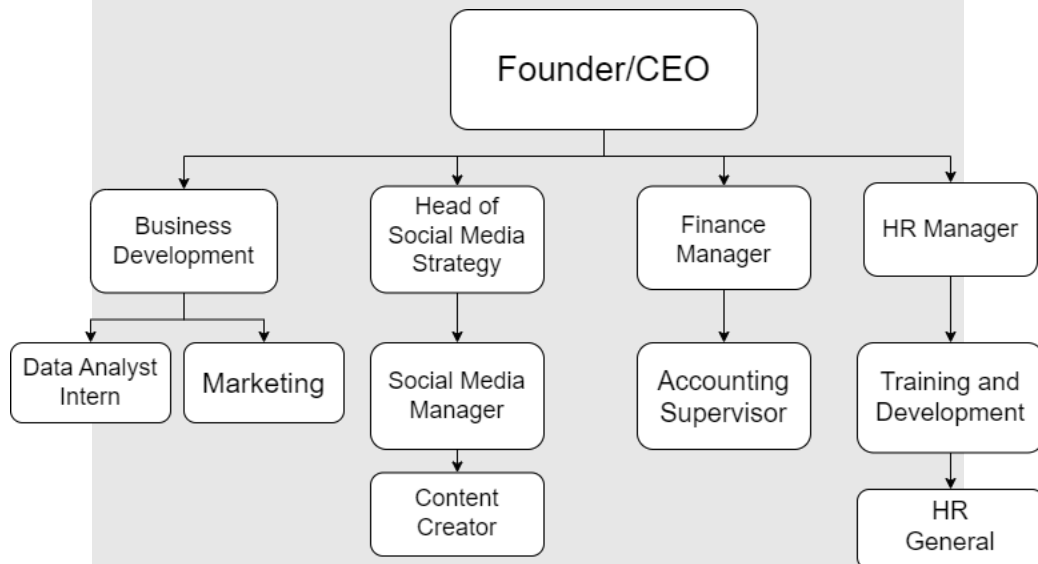 Founder/CEO
Business
Development
Head of
Social Media
Strategy
Finance
Manager
HR Manager
Data Analyst
Intern
Marketing
Social Media
Manager
Accounting
Supervisor
Training and
Development
Content
Creator
HR
General